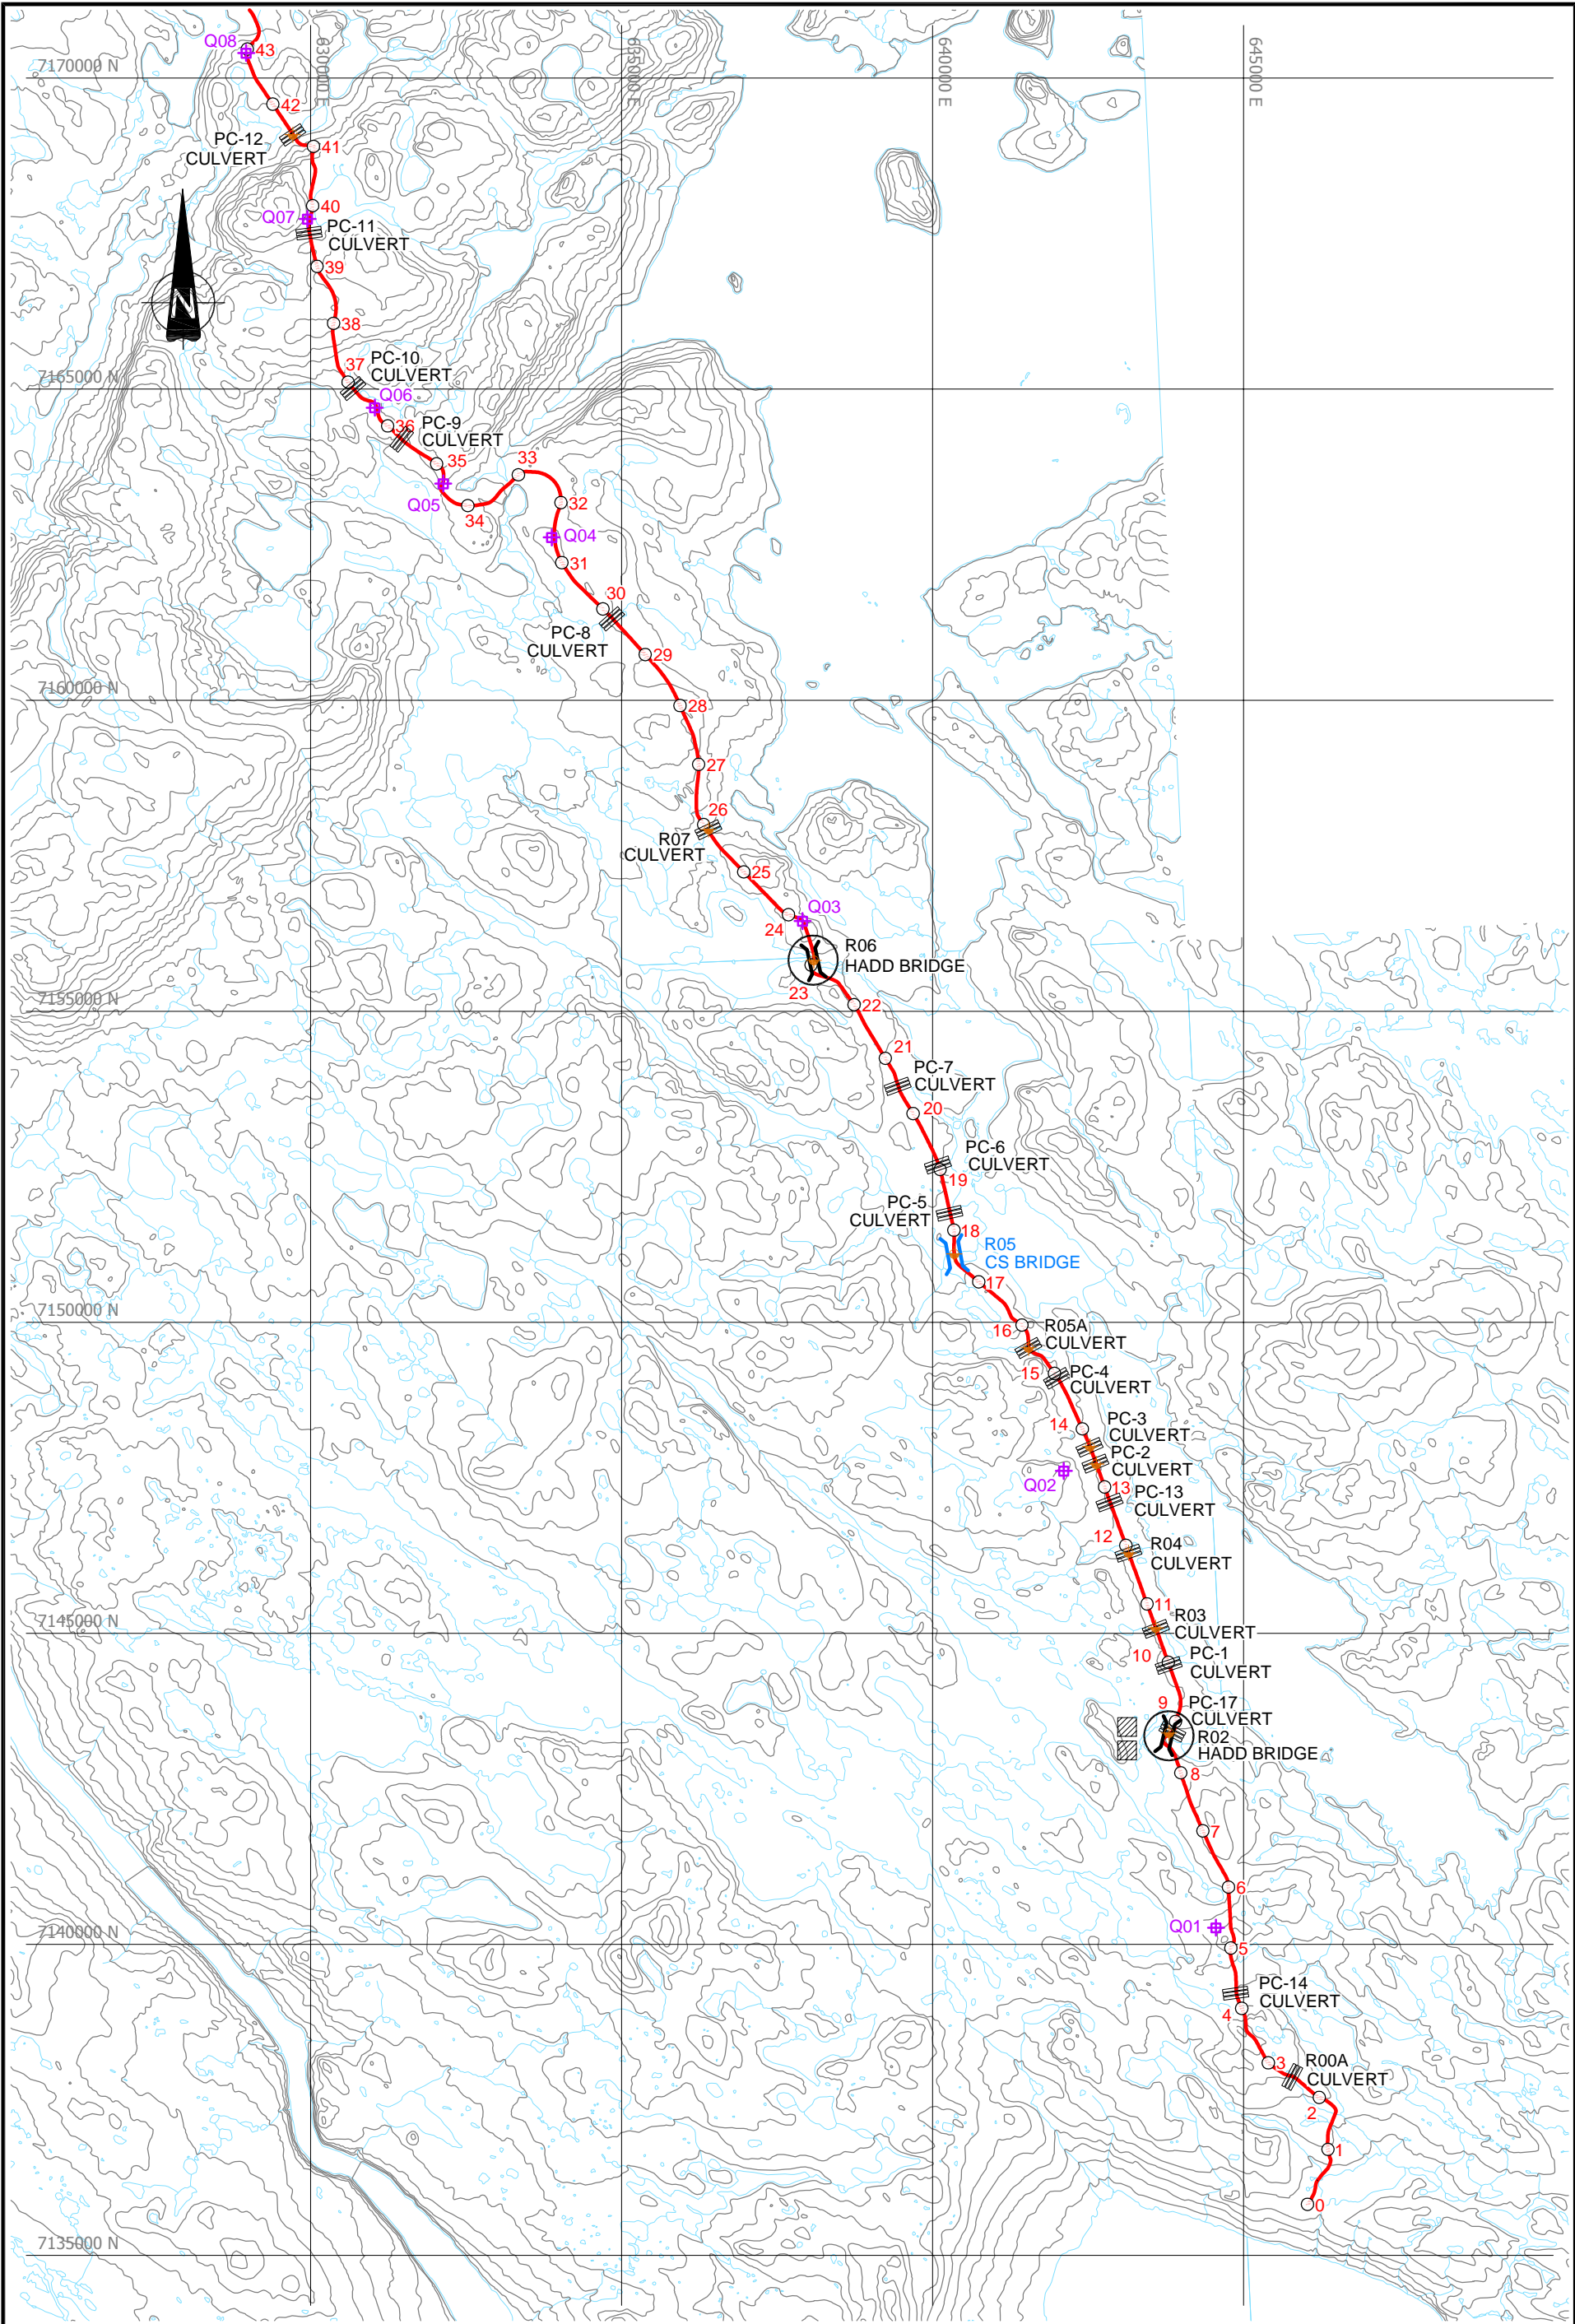 Q08
43
7170000 N
630000 E
635000 E
640000 E
645000 E
42
PC-12
CULVERT
41
40
Q07
PC-11
CULVERT
39
N
38
37
PC-10
CULVERT
7165000 N
Q06
36
PC-9
CULVERT
35
33
Q05
34
32
Q04
31
30
PC-8
CULVERT
29
7160000 N
28
27
26
R07
CULVERT
25
Q03
24
R06
HADD BRIDGE
23
7155000 N
22
21
PC-7
CULVERT
20
PC-6
CULVERT
19
PC-5
CULVERT
18
R05
CS BRIDGE
17
7150000 N
16
R05A
CULVERT
15
PC-4
CULVERT
14
PC-3
CULVERT
PC-2
CULVERT
Q02
13
PC-13
CULVERT
12
R04
CULVERT
11
7145000 N
R03
CULVERT
10
PC-1
CULVERT
9
PC-17
CULVERT
R02
HADD BRIDGE
8
7
6
Q01
7140000 N
5
PC-14
CULVERT
4
3
R00A
CULVERT
2
1
0
7135000 N